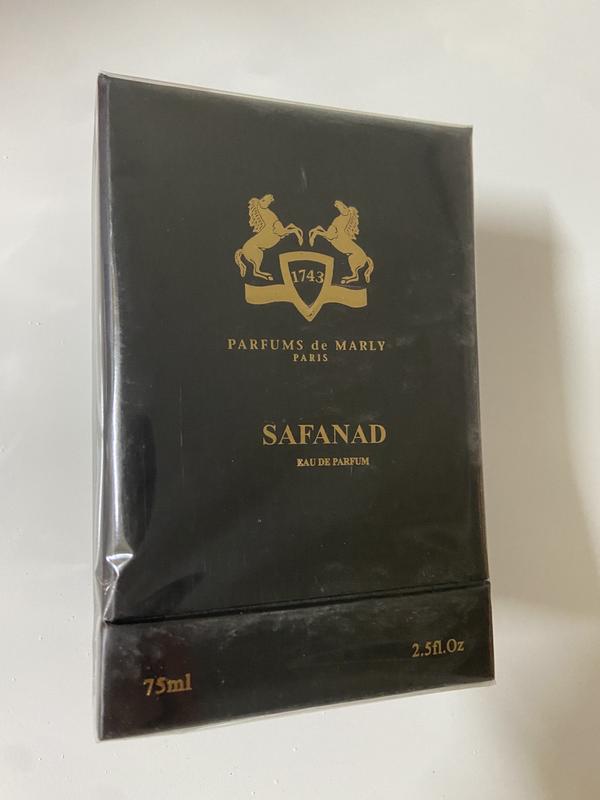 1743
PARFUMS de MARLY
PARIS
SAFANAD
EAU DE PARFUM
75ml
2.5fl.Oz